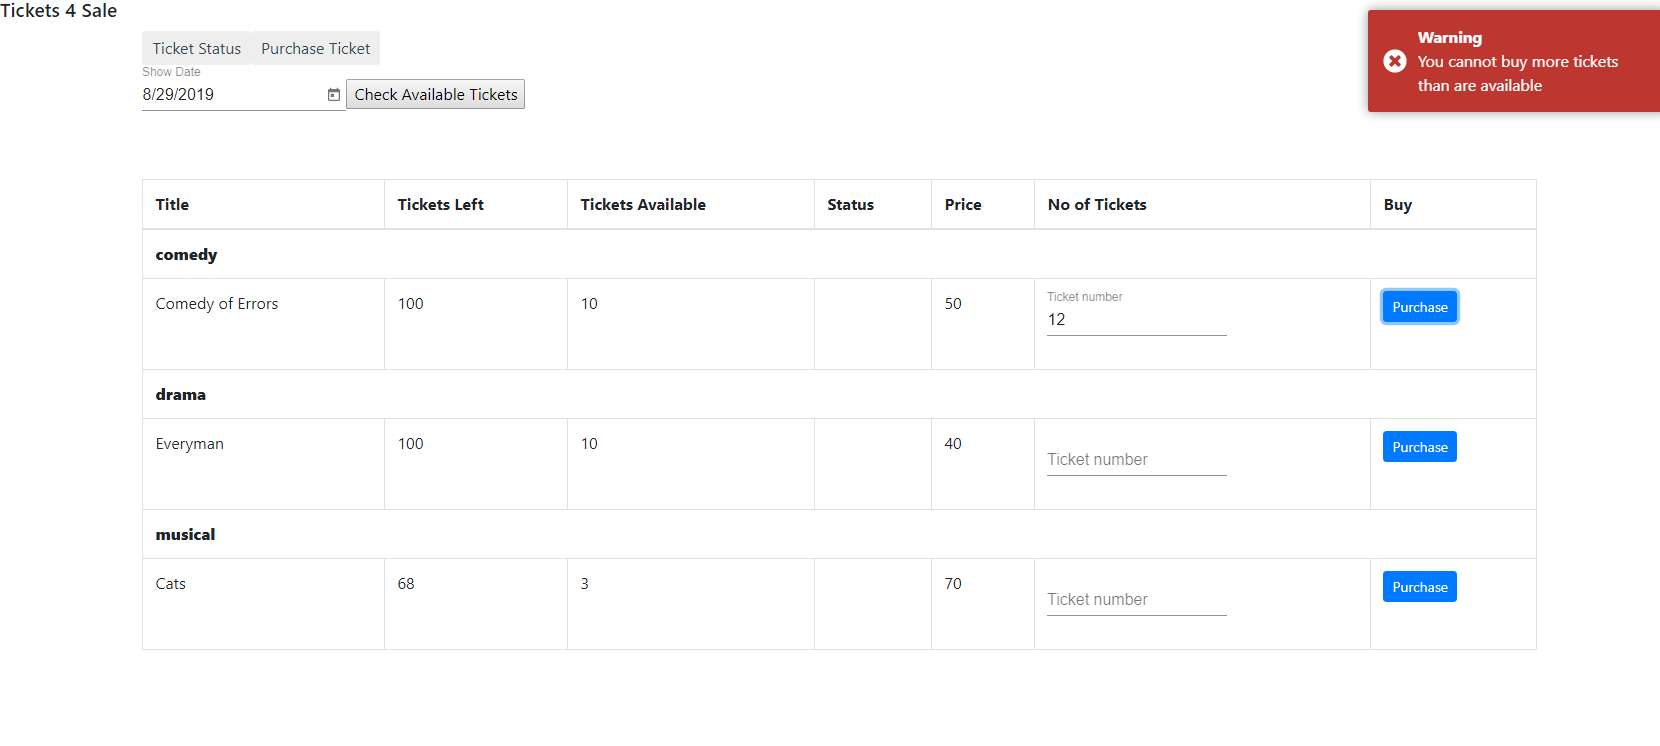 Tickets 4 Sale
Warning
You cannot buy more tickets
than are available
Ticket Status Purchase Ticket
Show Date
8/29/2019 Check Available Tickets
Title Tickets Left Tickets Available Status Price No of Tickets Buy
comedy
Comedy of Errors 100 10 50 Ticket number 12 Purchase
drama
Everyman 100 10 40 Ticket number Purchase
musical
Cats 68 3 70 Ticket number Purchase